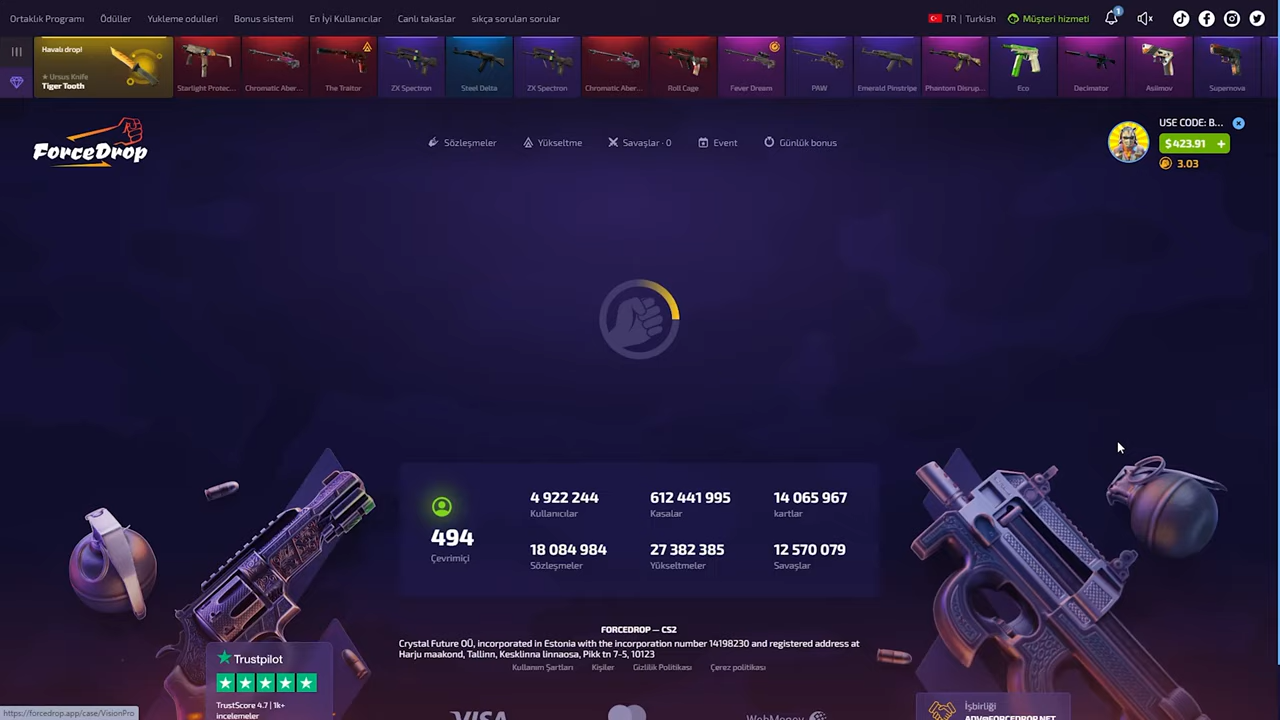 Ortaklık Programı Ödüller Yukleme odulleri Bonus sistemi En İyi Kullanıcılar Canlı takaslar sıkça sorulan sorular TR | Turkish Müşteri hizmeti 1
Havalı dropi
★ Ursus Knife
Tiger Tooth
Starlight Protec... Chromatic Aber... The Traitor ZX Spectron Steel Delta ZX Spectron Chromatic Aber... Roll Cage Fever Dream PAW Emerald Pinstripe Phantom Disrup... Eco Decimator Asiimov Supernova
ForceDrop
Sözleşmeler Yükseltme Savaşlar · 0 Event Günlük bonus
USE CODE: B...
$423.91 +
3.03
494
Çevrimiçi
4 922 244 612 441 995 14 065 967
Kullanıcılar Kasalar kartlar
18 084 984 27 382 385 12 570 079
Sözleşmeler Yükseltmeler Savaşlar
FORCEDROP — CS2
Crystal Future OÜ, incorporated in Estonia with the incorporation number 14198230 and registered address at
Harju maakond, Tallinn, Kesklinna linnaosa, Pikk tn 7-5, 10123
Kullanım Şartları Kişiler Gizlilik Politikası Çerez politikası
Trustpilot
TrustScore 4.7 | 1k+
incelemeler
İşbirliği
ADV@FORCEDROP.NET
VISA WebMoney
https://forcedrop.app/case/VisionPro